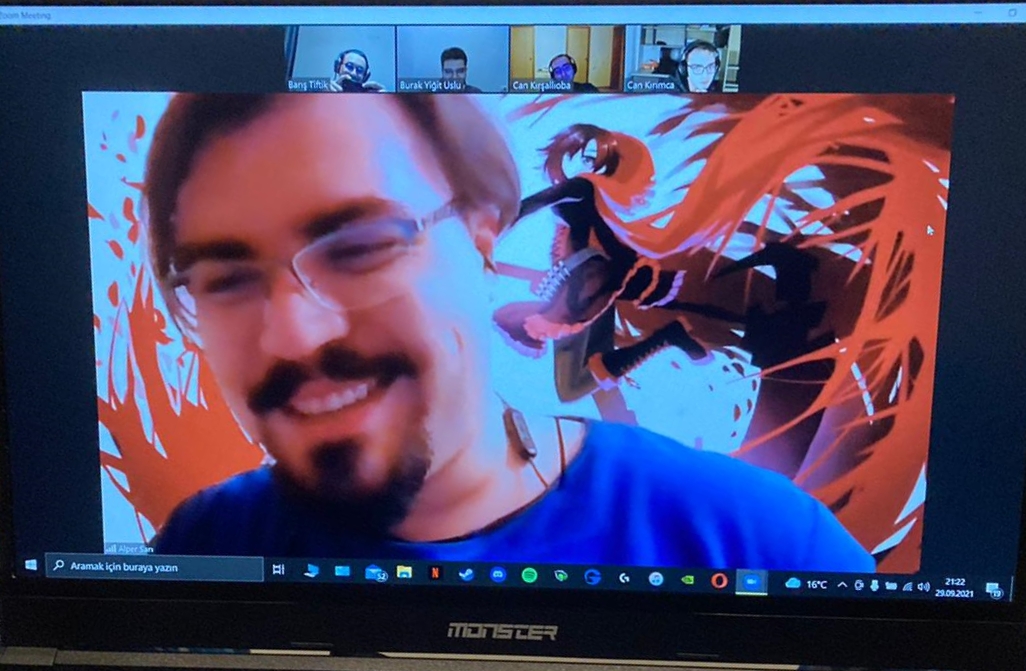 Zoom Meeting
Barış Tiftik
Burak Yiğit Uslu
Can Kırşallıoba
Can Kırımca
Alper San
Aramak için buraya yazın
16°C
21:22
29.09.2021
MONSTER